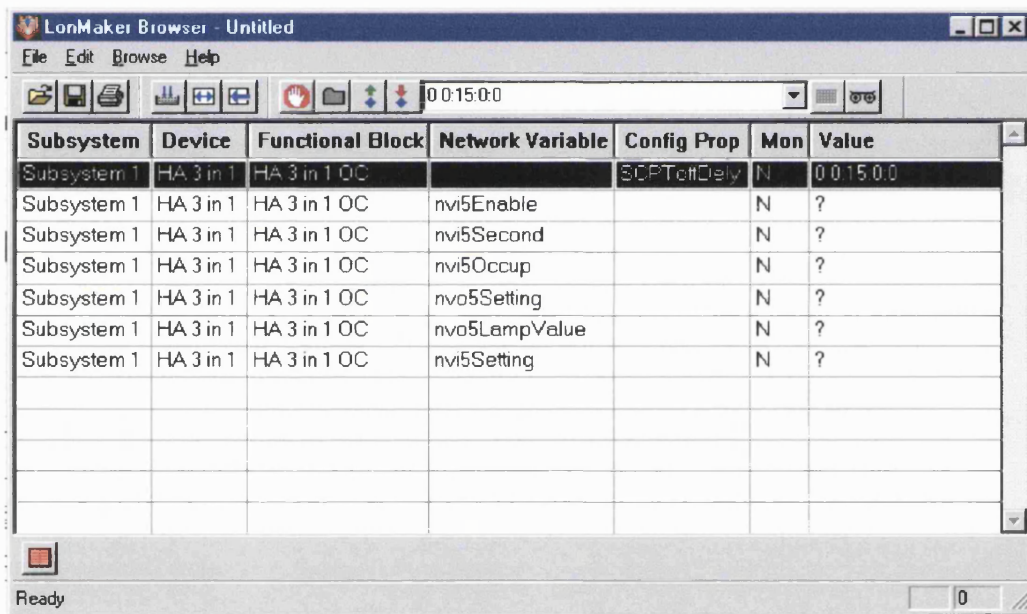 LonMaker Browser - Untitled
File Edit Browse Help
0 0:15:0:0
Subsystem Device Functional Block Network Variable Config Prop Mon Value
Subsystem 1 HA 3 in 1 HA 3 in 1 OC SCPToffDely N 0 0:15:0:0
Subsystem 1 HA 3 in 1 HA 3 in 1 OC nvi5Enable N ?
Subsystem 1 HA 3 in 1 HA 3 in 1 OC nvi5Second N ?
Subsystem 1 HA 3 in 1 HA 3 in 1 OC nvi5Occup N ?
Subsystem 1 HA 3 in 1 HA 3 in 1 OC nvo5Setting N ?
Subsystem 1 HA 3 in 1 HA 3 in 1 OC nvo5LampValue N ?
Subsystem 1 HA 3 in 1 HA 3 in 1 OC nvi5Setting N ?
Ready 0